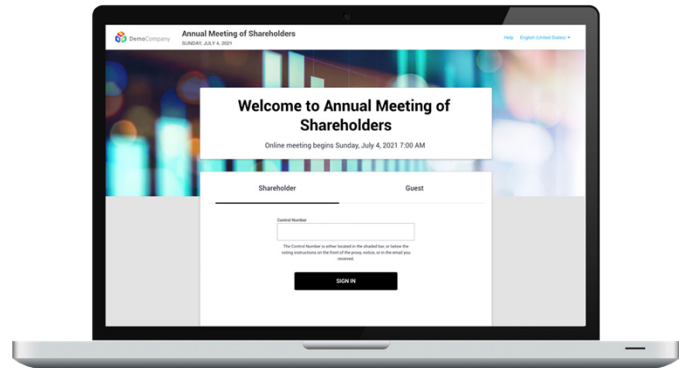 DemoCompany
Annual Meeting of Shareholders
SUNDAY, JULY 4, 2021
Help English (United States)
Welcome to Annual Meeting of
Shareholders
Online meeting begins Sunday, July 4, 2021 7:00 AM
Shareholder Guest
Control Number
The Control Number is either located in the shaded bar, or below the
voting instructions on the front of the proxy, notice, or in the email you
received.
SIGN IN